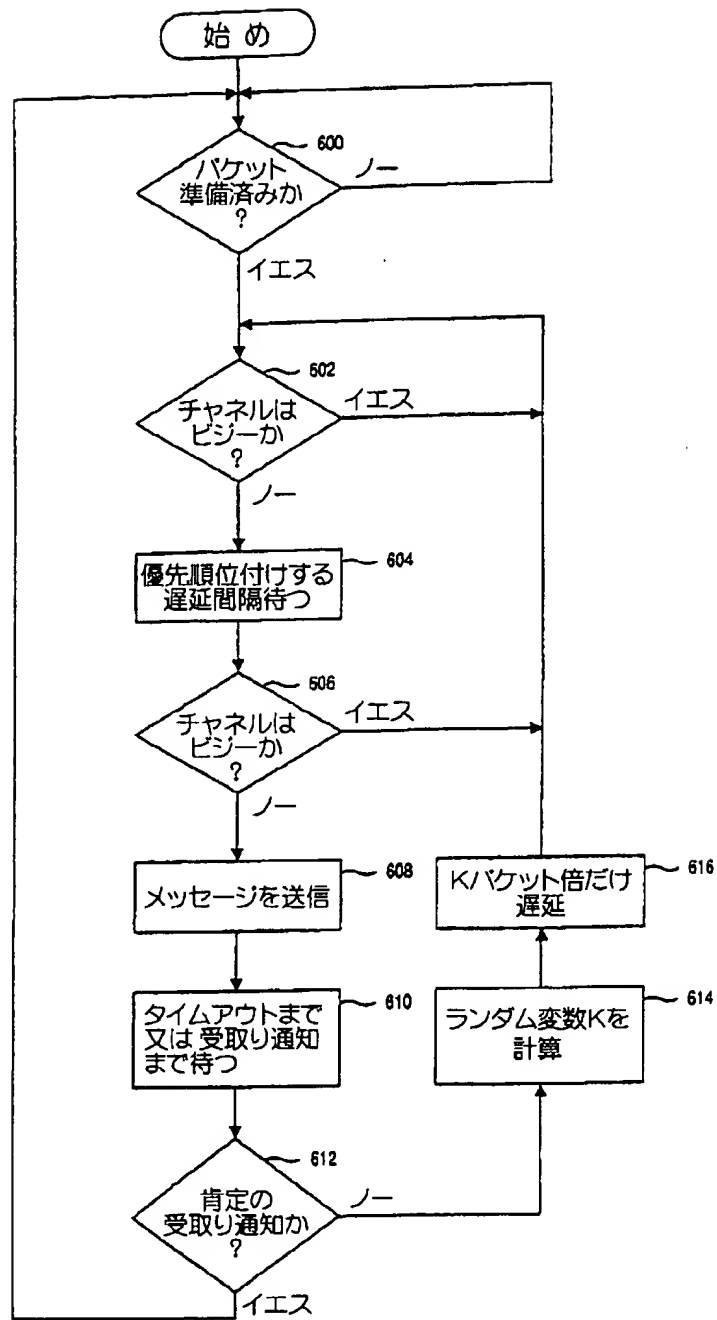 始め
600
パケット
準備済みか
?
ノー
イエス
602
チャネルは
ビジーか
?
イエス
ノー
604
優先順位付けする
遅延間隔待つ
606
チャネルは
ビジーか
?
イエス
ノー
608
メッセージを送信
616
Kパケット倍だけ
遅延
610
タイムアウトまで
又は受取り通知
まで待つ
614
ランダム変数Kを
計算
612
肯定の
受取り通知か
?
ノー
イエス